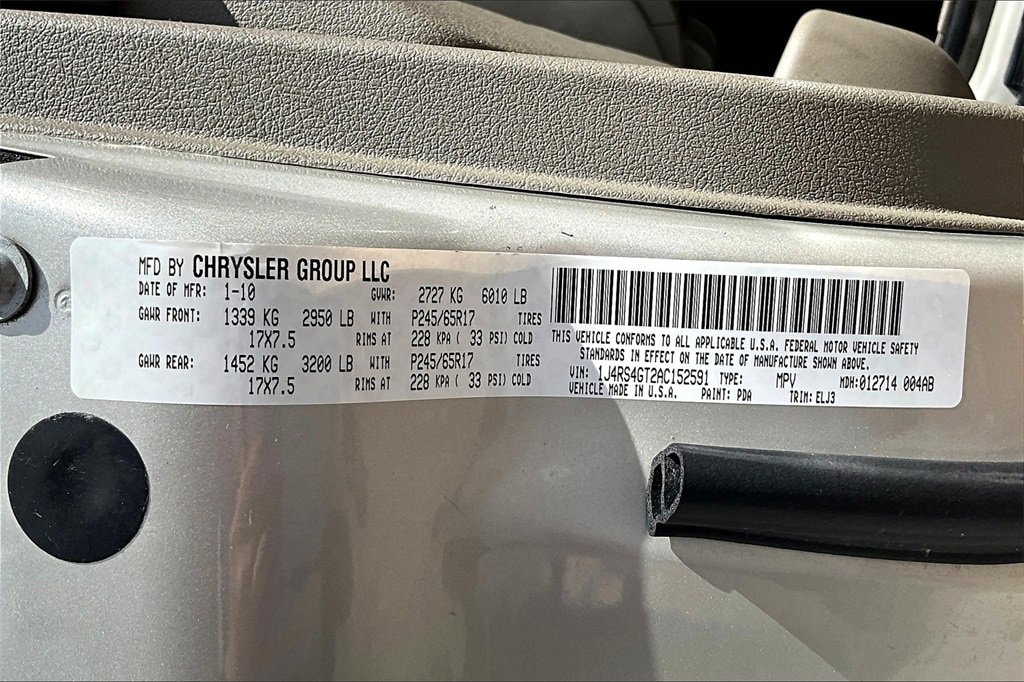 MFD BY CHRYSLER GROUP LLC
DATE OF MFR: 1-10 GVWR: 2727 KG 6010 LB
GAWR FRONT: 1339 KG 2950 LB WITH P245/65R17 TIRES
17X7.5 RIMS AT 228 KPA ( 33 PSI) COLD
GAWR REAR: 1452 KG 3200 LB WITH P245/65R17 TIRES
17X7.5 RIMS AT 228 KPA ( 33 PSI) COLD
THIS VEHICLE CONFORMS TO ALL APPLICABLE U.S.A. FEDERAL MOTOR VEHICLE SAFETY
STANDARDS IN EFFECT ON THE DATE OF MANUFACTURE SHOWN ABOVE.
VIN: 1J4RS4GT2AC152591 TYPE: MPV MDH:012714 004AB
VEHICLE MADE IN U.S.A. PAINT: PDA TRIM: ELJ3